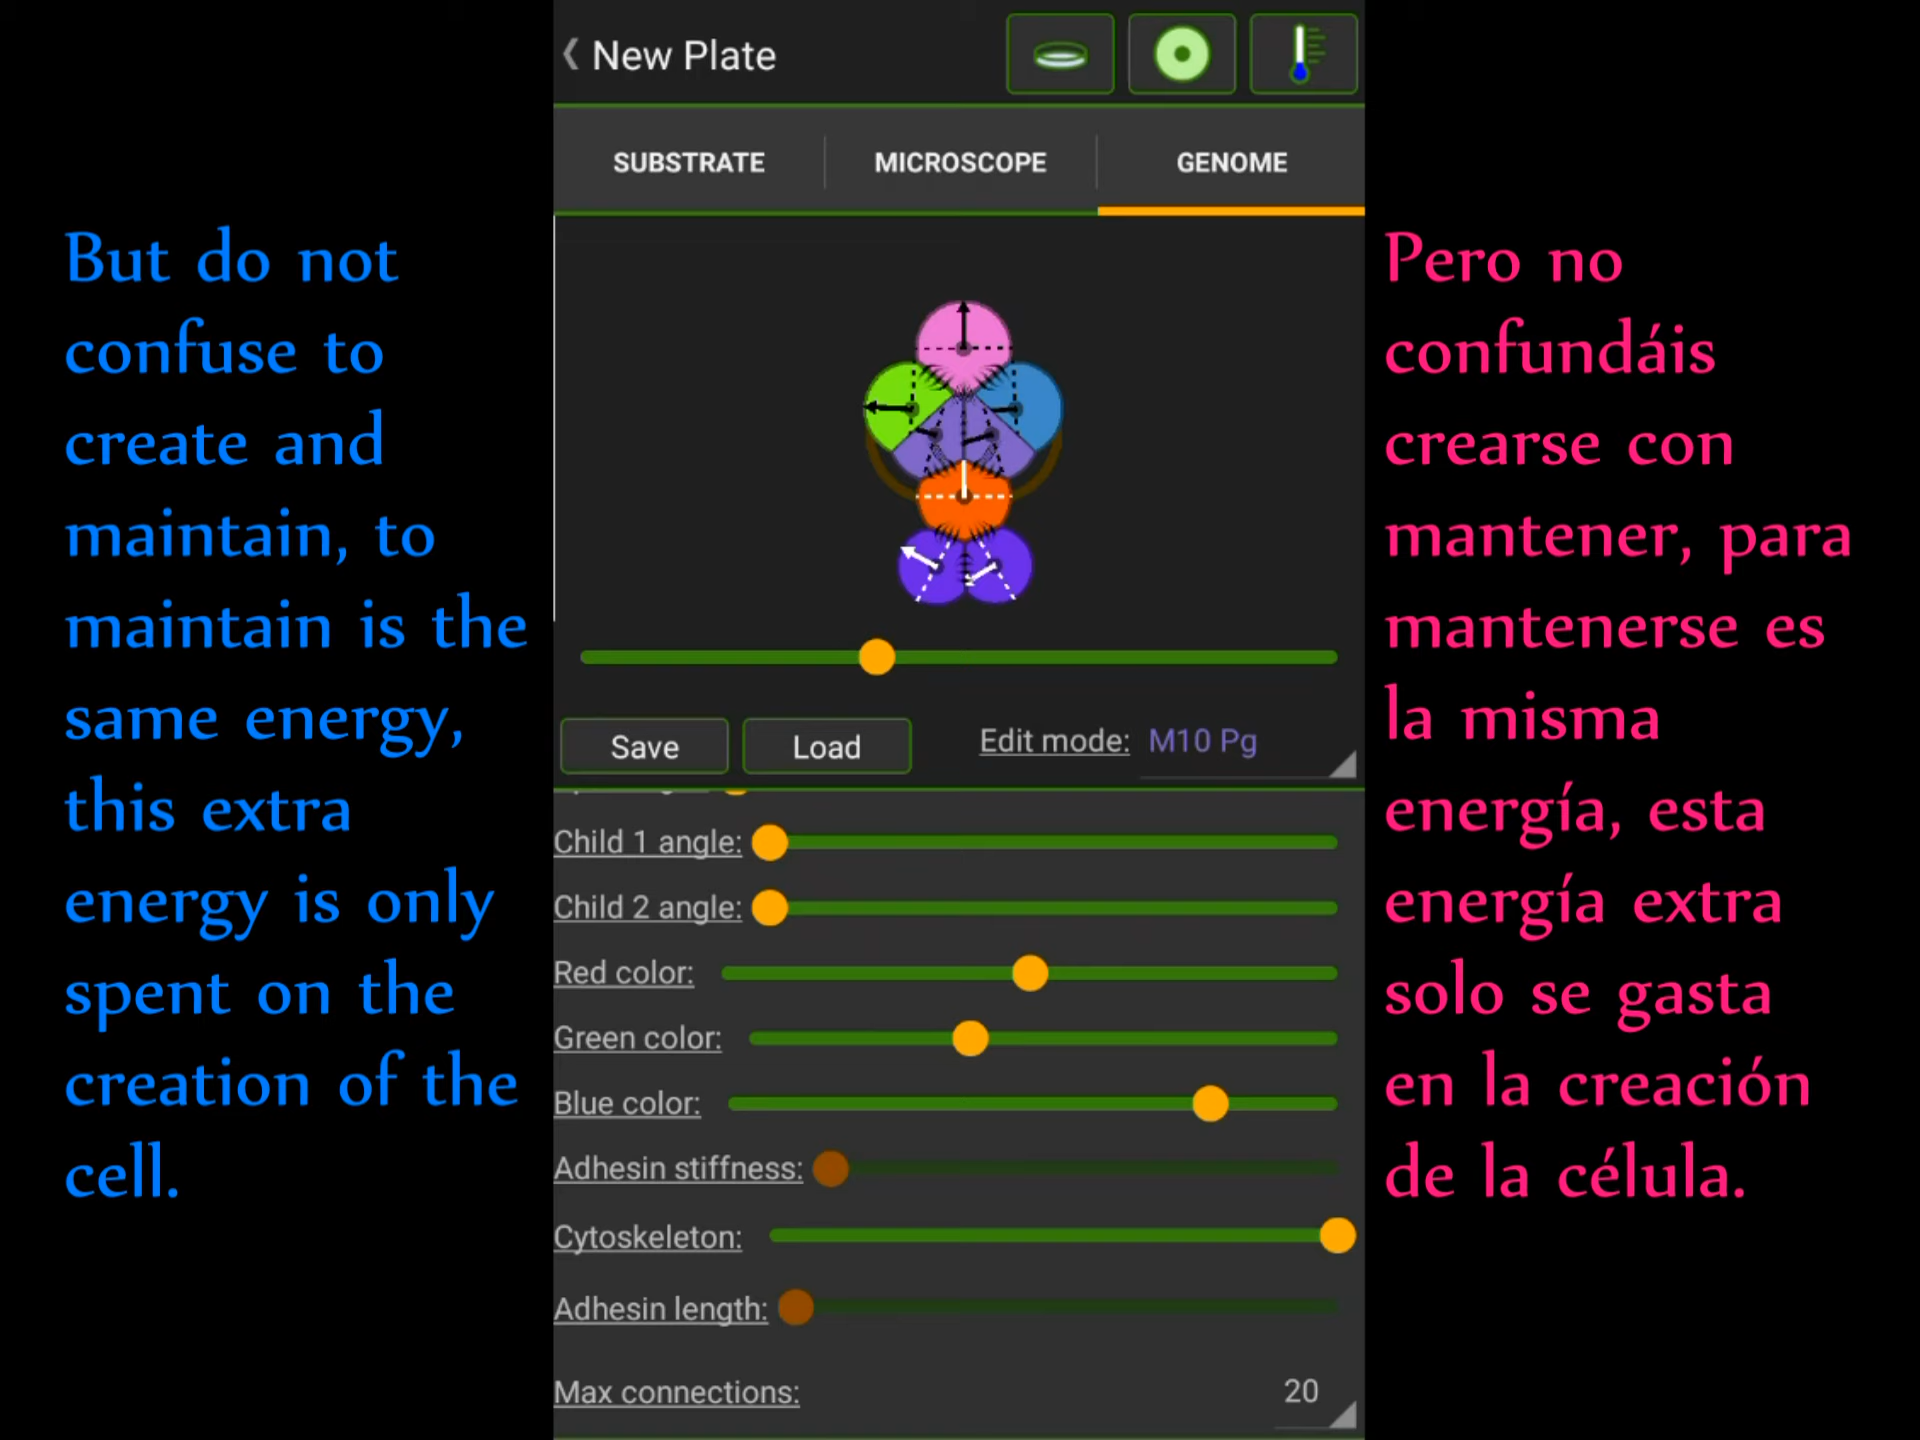 But do not
confuse to
create and
maintain, to
maintain is the
same energy,
this extra
energy is only
spent on the
creation of the
cell.
New Plate
SUBSTRATE
MICROSCOPE
GENOME
Save
Load
Edit mode: M10 Pg
Child 1 angle:
Child 2 angle:
Red color:
Green color:
Blue color:
Adhesin stiffness:
Cytoskeleton:
Adhesin length:
Max connections: 20
Pero no
confundáis
crearse con
mantener, para
mantenerse es
la misma
energía, esta
energía extra
solo se gasta
en la creación
de la célula.